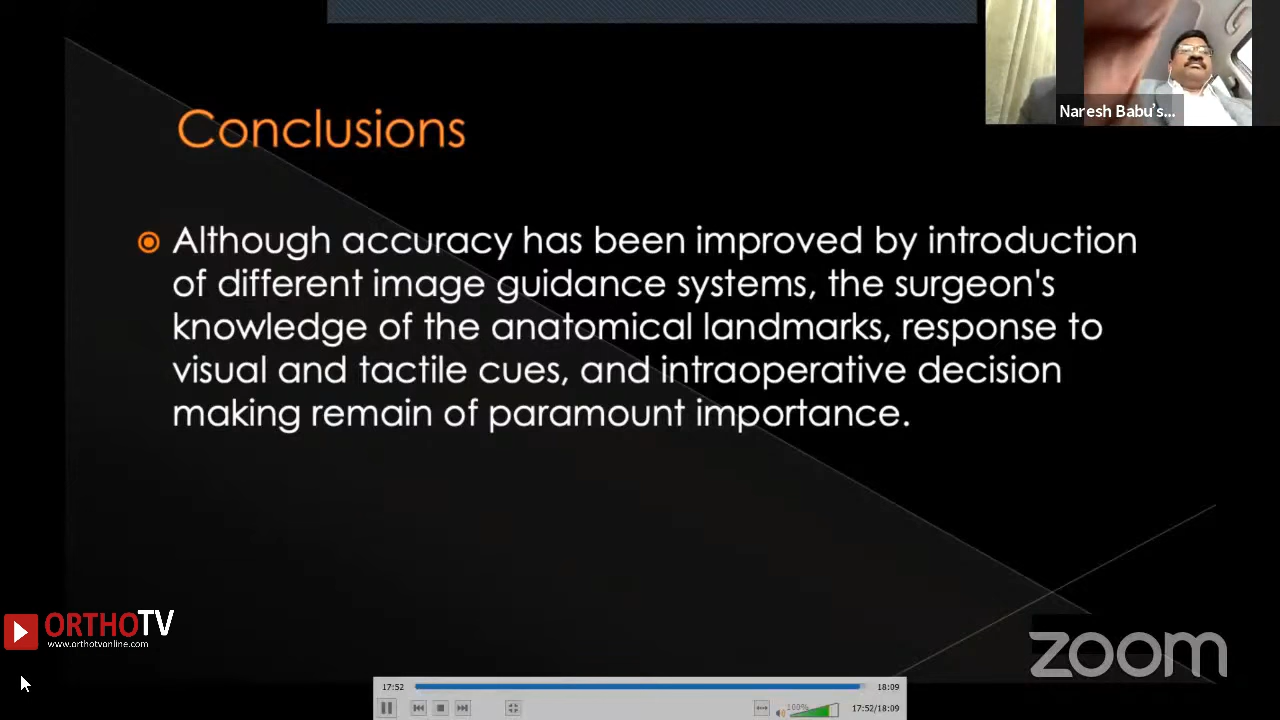 Naresh Babu's...
Conclusions
Although accuracy has been improved by introduction
of different image guidance systems, the surgeon's
knowledge of the anatomical landmarks, response to
visual and tactile cues, and intraoperative decision
making remain of paramount importance.
ORTHOTV
www.orthotvonline.com
zoom
17:52
18:09
100%
17:52/18:09